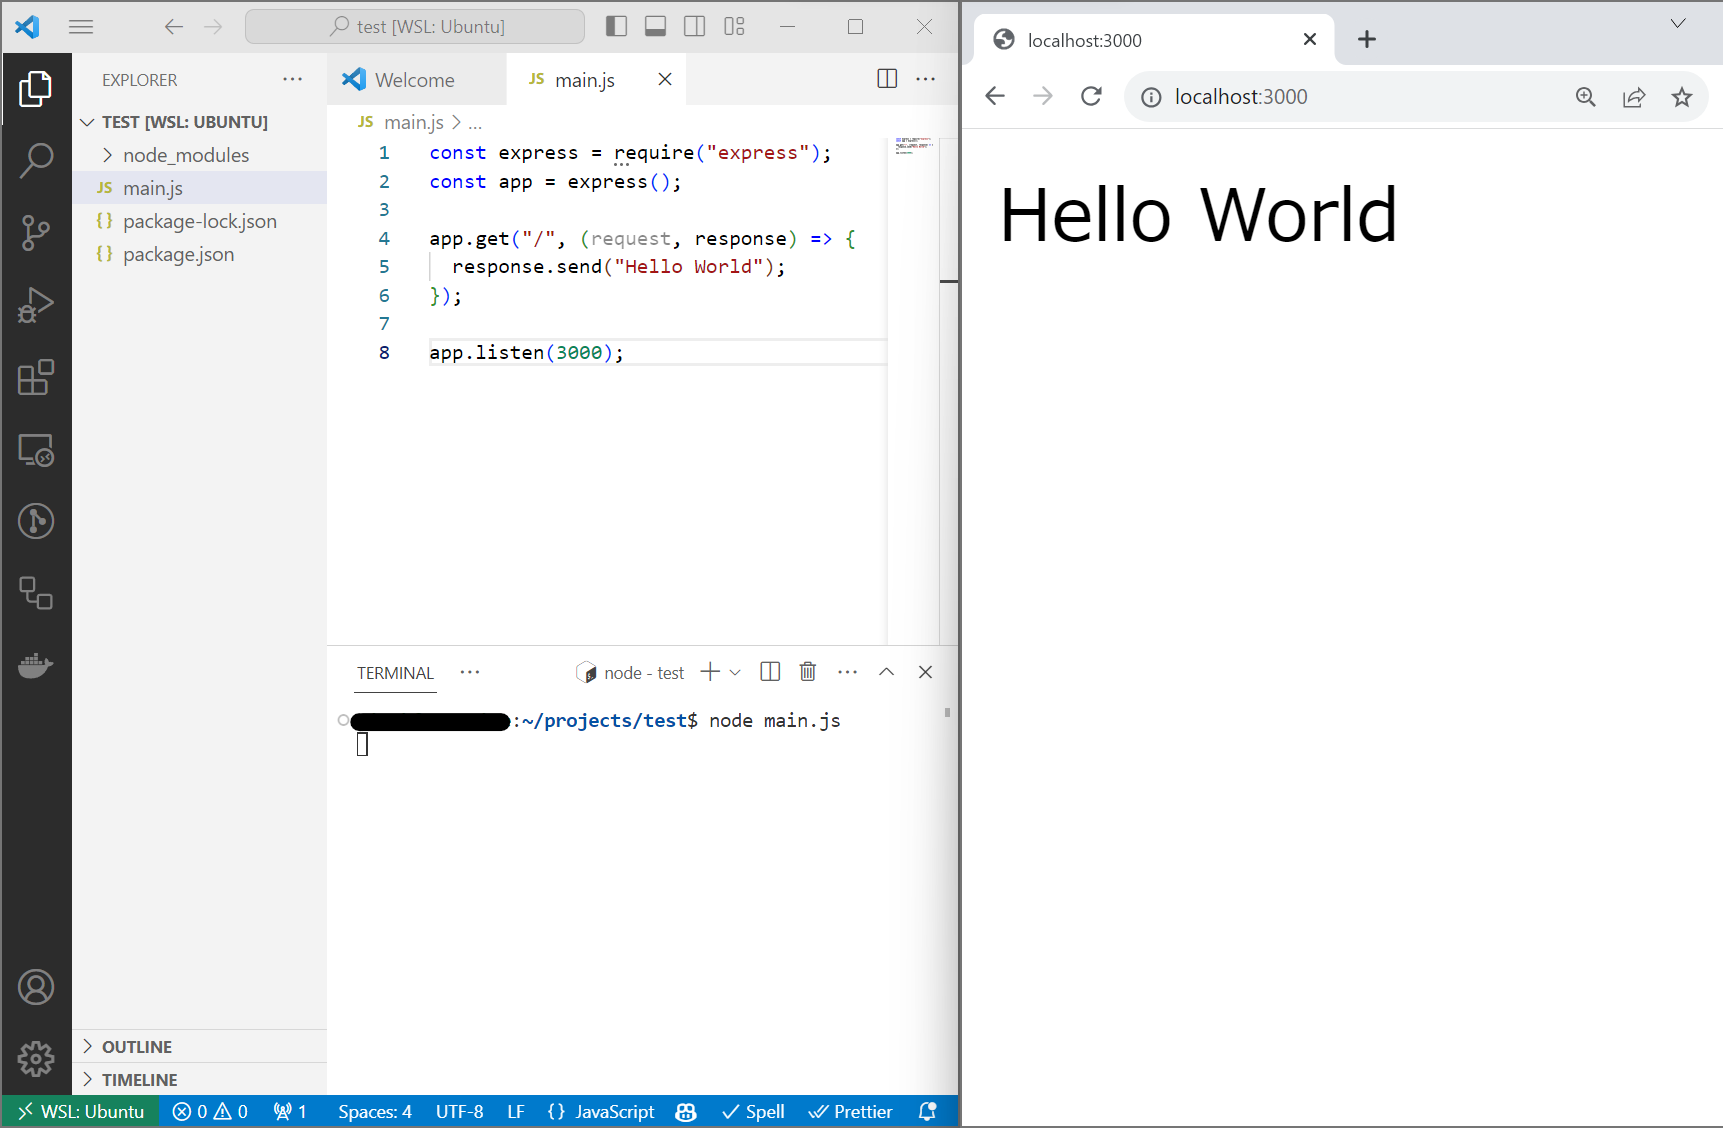 test [WSL: Ubuntu]
EXPLORER
TEST [WSL: UBUNTU]
node_modules
JS main.js
{} package-lock.json
{} package.json
OUTLINE
TIMELINE
Welcome
JS main.js
JS main.js > ...
1 const express = require("express");
2 const app = express();
3
4 app.get("/", (request, response) => {
5 response.send("Hello World");
6 });
7
8 app.listen(3000);
TERMINAL
node - test
:~/projects/test$ node main.js
WSL: Ubuntu 0 0 1 Spaces: 4 UTF-8 LF {} JavaScript Spell Prettier
localhost:3000
localhost:3000
Hello World